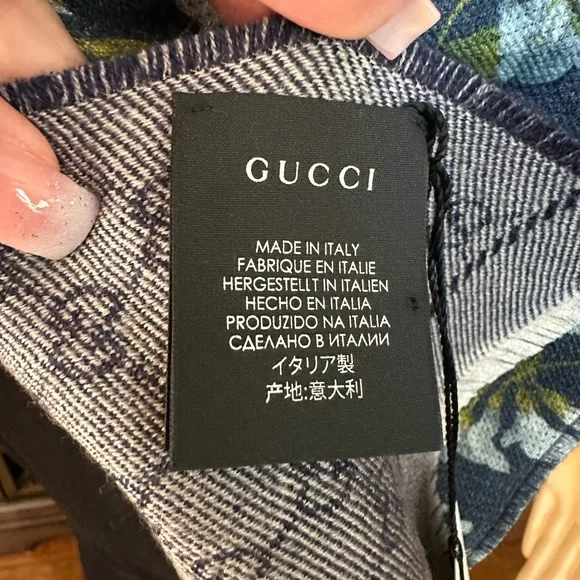 GUCCI
MADE IN ITALY
FABRIQUE EN ITALIE
HERGESTELLT IN ITALIEN
HECHO EN ITALIA
PRODUZIDO NA ITALIA
СДЕЛАНО В ИТАЛИИ
イタリア製
产地:意大利